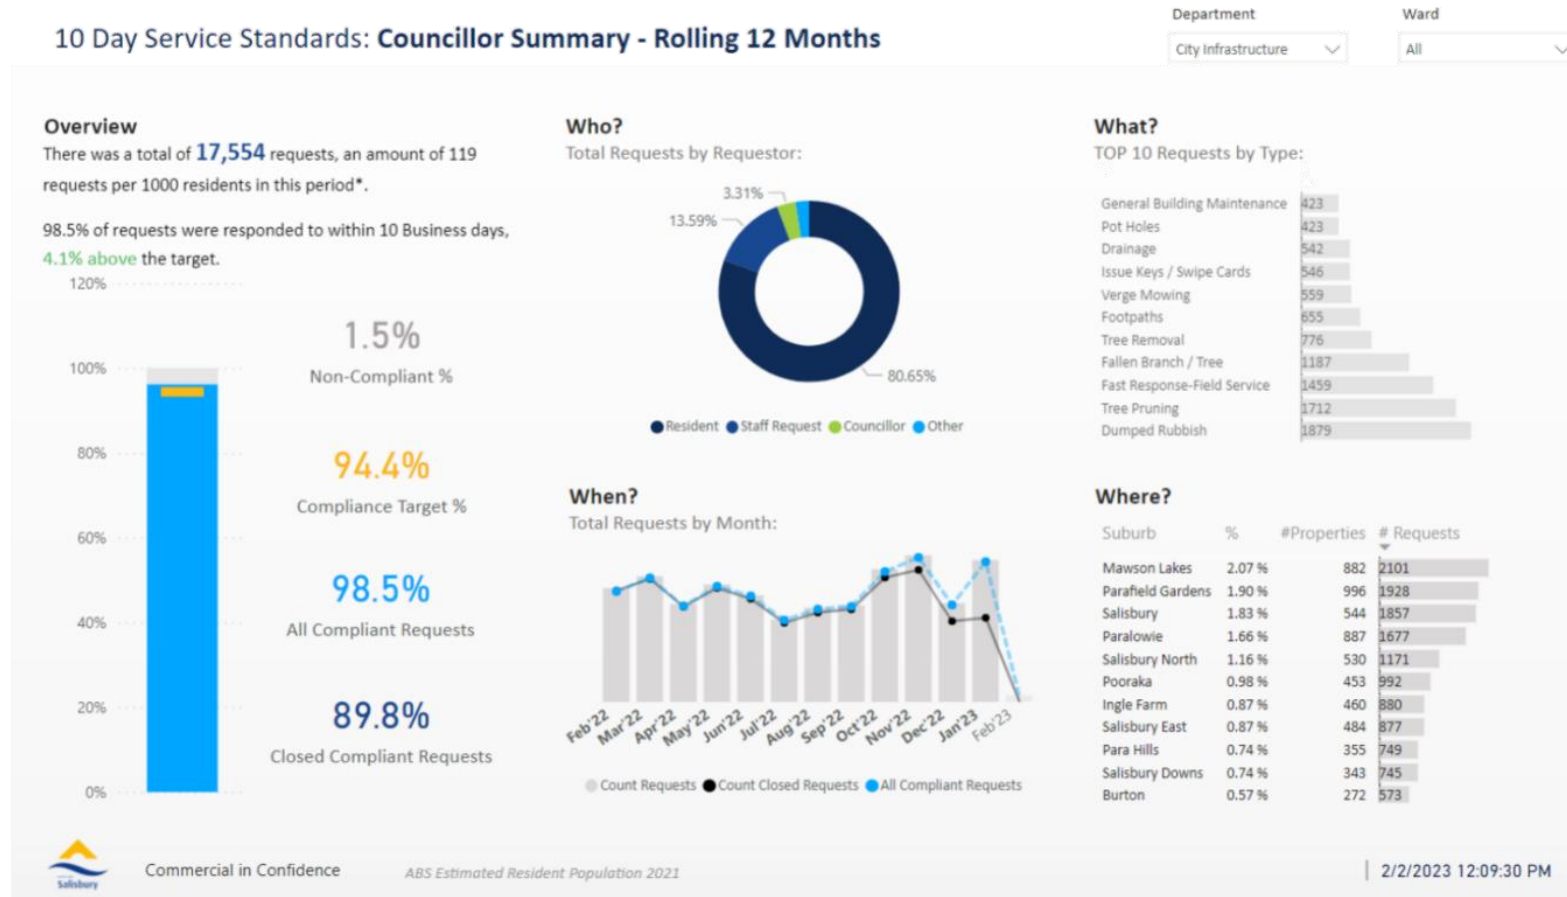 10 Day Service Standards: Councillor Summary - Rolling 12 Months
Department
City Infrastructure
Ward
All
Overview
There was a total of 17,554 requests, an amount of 119
requests per 1000 residents in this period*.
98.5% of requests were responded to within 10 Business days,
4.1% above the target.
120%
100%
80%
60%
40%
20%
0%
1.5%
Non-Compliant %
94.4%
Compliance Target %
98.5%
All Compliant Requests
89.8%
Closed Compliant Requests
Who?
Total Requests by Requestor:
3.31%
13.59%
80.65%
Resident Staff Request Councillor Other
When?
Total Requests by Month:
Feb'22 Mar'22 Apr'22 May'22 Jun'22 Jul'22 Aug'22 Sep'22 Oct'22 Nov'22 Dec'22 Jan'23 Feb'23
Count Requests Count Closed Requests All Compliant Requests
What?
TOP 10 Requests by Type:
General Building Maintenance 423
Pot Holes 423
Drainage 542
Issue Keys / Swipe Cards 546
Verge Mowing 559
Footpaths 655
Tree Removal 776
Fallen Branch / Tree 1187
Fast Response-Field Service 1459
Tree Pruning 1712
Dumped Rubbish 1879
Where?
Suburb % #Properties # Requests
Mawson Lakes 2.07 % 882 2101
Parafield Gardens 1.90 % 996 1928
Salisbury 1.83 % 544 1857
Paralowie 1.66 % 887 1677
Salisbury North 1.16 % 530 1171
Pooraka 0.98 % 453 992
Ingle Farm 0.87 % 460 880
Salisbury East 0.87 % 484 877
Para Hills 0.74 % 355 749
Salisbury Downs 0.74 % 343 745
Burton 0.57 % 272 573
Salisbury
Commercial in Confidence
ABS Estimated Resident Population 2021
2/2/2023 12:09:30 PM